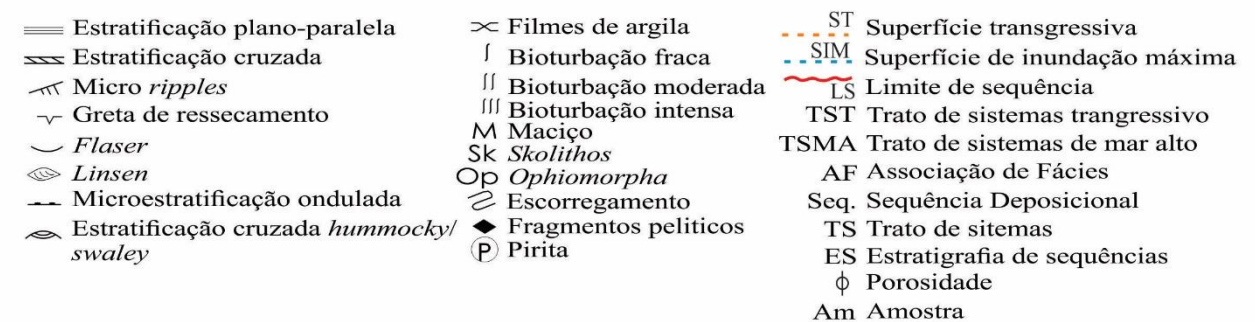 Estratificação plano-paralela
Estratificação cruzada
Micro ripples
Greta de ressecamento
Flaser
Linsen
Microestratificação ondulada
Estratificação cruzada hummocky/
swaley
Filmes de argila
Bioturbação fraca
Bioturbação moderada
Bioturbação intensa
M Maciço
Sk Skolithos
Op Ophiomorpha
Escorregamento
Fragmentos peliticos
P Pirita
ST Superfície transgressiva
SIM Superfície de inundação máxima
LS Limite de sequência
TST Trato de sistemas trangressivo
TSMA Trato de sistemas de mar alto
AF Associação de Fácies
Seq. Sequência Deposicional
TS Trato de sitemas
ES Estratigrafia de sequências
ϕ Porosidade
Am Amostra